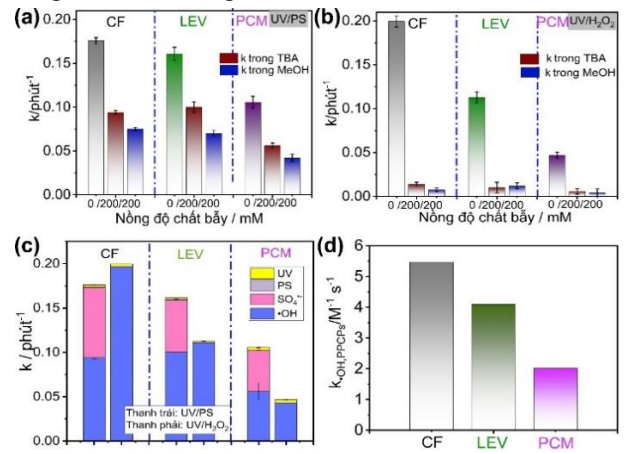 (a)
CF
LEV
PCM
UV/PS
k trong TBA
k trong MeOH
k/phút⁻¹
0.20
0.15
0.10
0.05
0.00
0 /200/200
0 /200/200
0 /200/200
Nồng độ chất bẫy / mM
(b)
CF
LEV
PCM
UV/H₂O₂
k trong TBA
k trong MeOH
k/phút⁻¹
0.20
0.15
0.10
0.05
0.00
0 /200/200
0 /200/200
0 /200/200
Nồng độ chất bẫy / mM
(c)
CF
LEV
PCM
UV
PS
SO₄•⁻
•OH
k / phút⁻¹
0.20
0.15
0.10
0.05
0.00
Thanh trái: UV/PS
Thanh phải: UV/H₂O₂
(d)
k•OH,PPCPs/M⁻¹ s⁻¹
6
5
4
3
2
1
0
CF
LEV
PCM